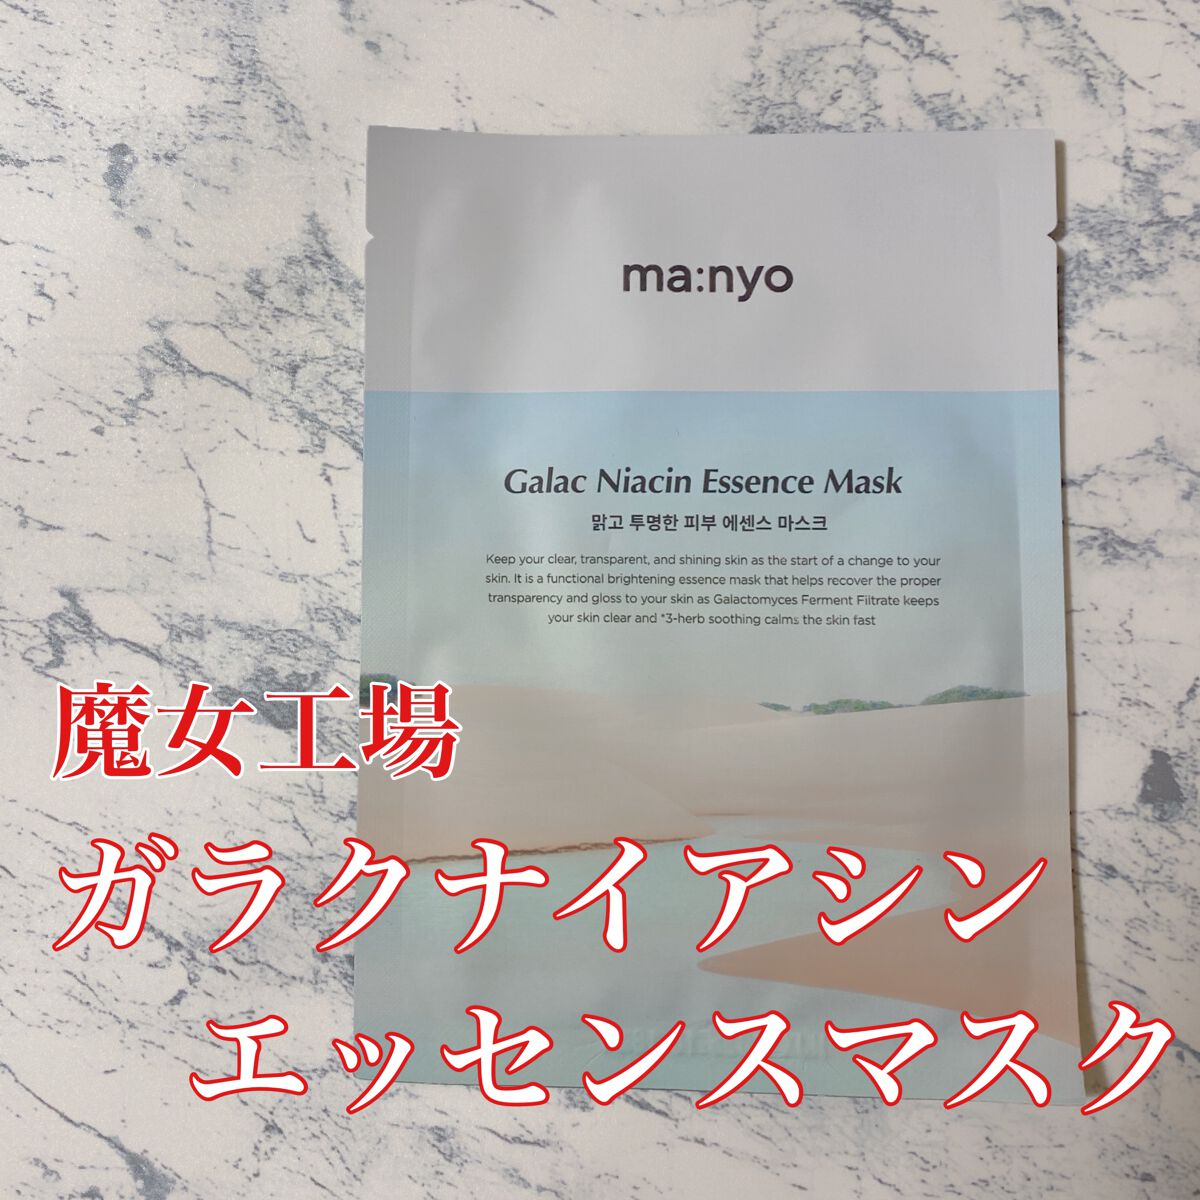 ma:nyo
Galac Niacin Essence Mask
맑고 투명한 피부 에센스 마스크
Keep your clear, transparent, and shining skin as the start of a change to your
skin. It is a functional brightening essence mask that helps recover the proper
transparency and gloss to your skin as Galactomyces Ferment Filtrate keeps
your skin clear and *3-herb soothing calms the skin fast
魔女工場
ガラクナイアシン
エッセンスマスク